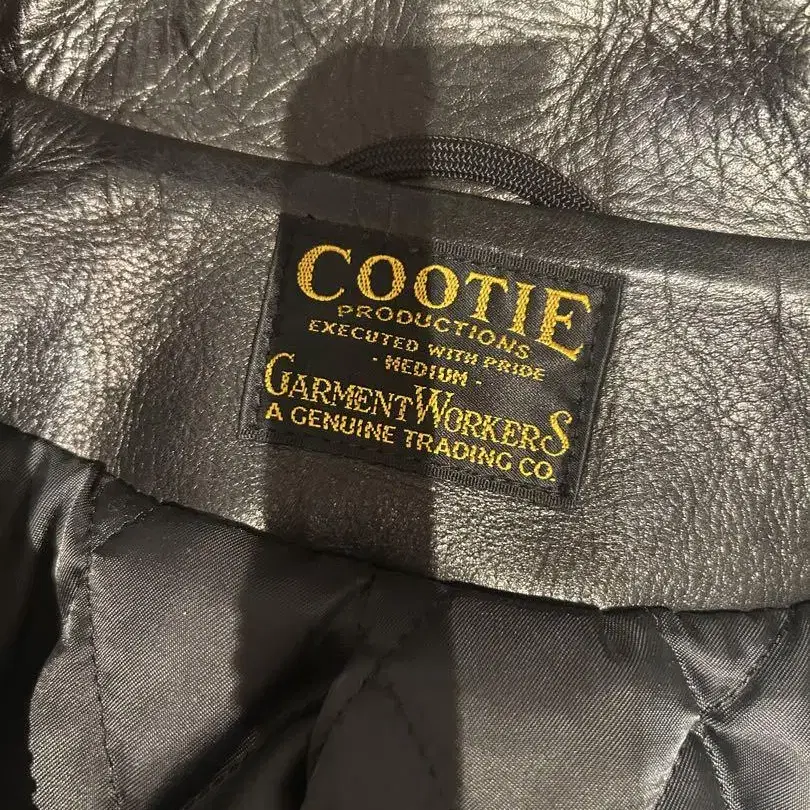 COOTIE
PRODUCTIONS
EXECUTED WITH PRIDE
- MEDIUM -
GARMENT WORKERS
A GENUINE TRADING CO.